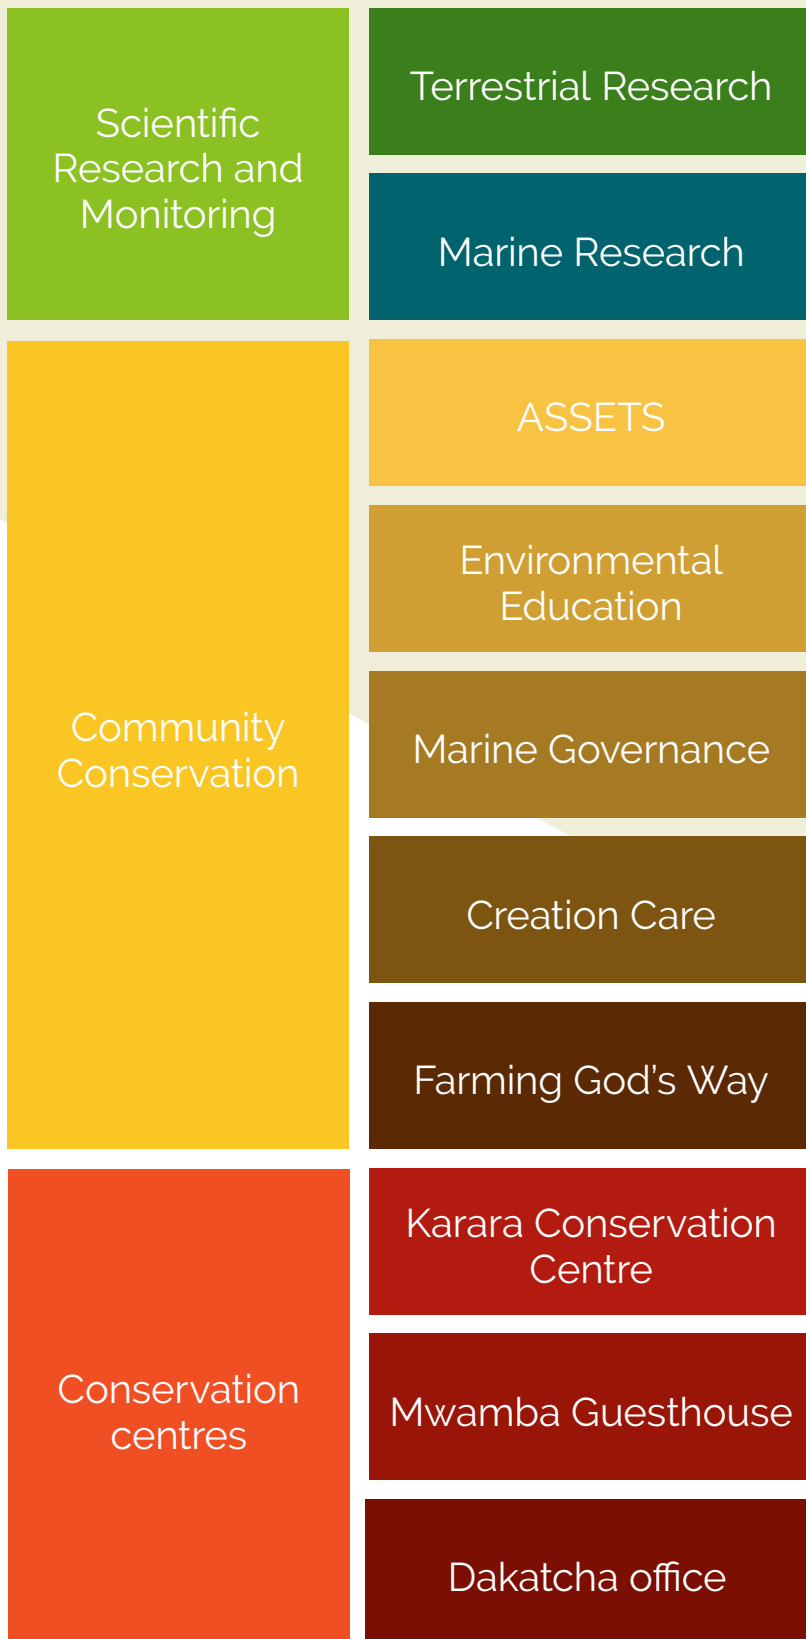 Scientific
Research and
Monitoring
Terrestrial Research
Marine Research
Community
Conservation
ASSETS
Environmental
Education
Marine Governance
Creation Care
Farming God's Way
Conservation
centres
Karara Conservation
Centre
Mwamba Guesthouse
Dakatcha office